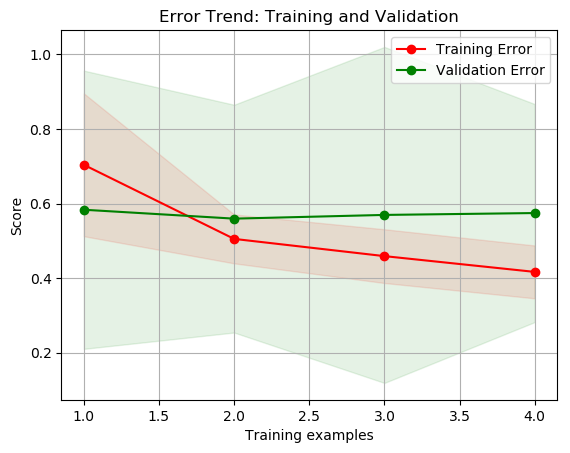 Error Trend: Training and Validation
Training Error
Validation Error
1.0
0.8
0.6
0.4
0.2
Score
1.0 1.5 2.0 2.5 3.0 3.5 4.0
Training examples